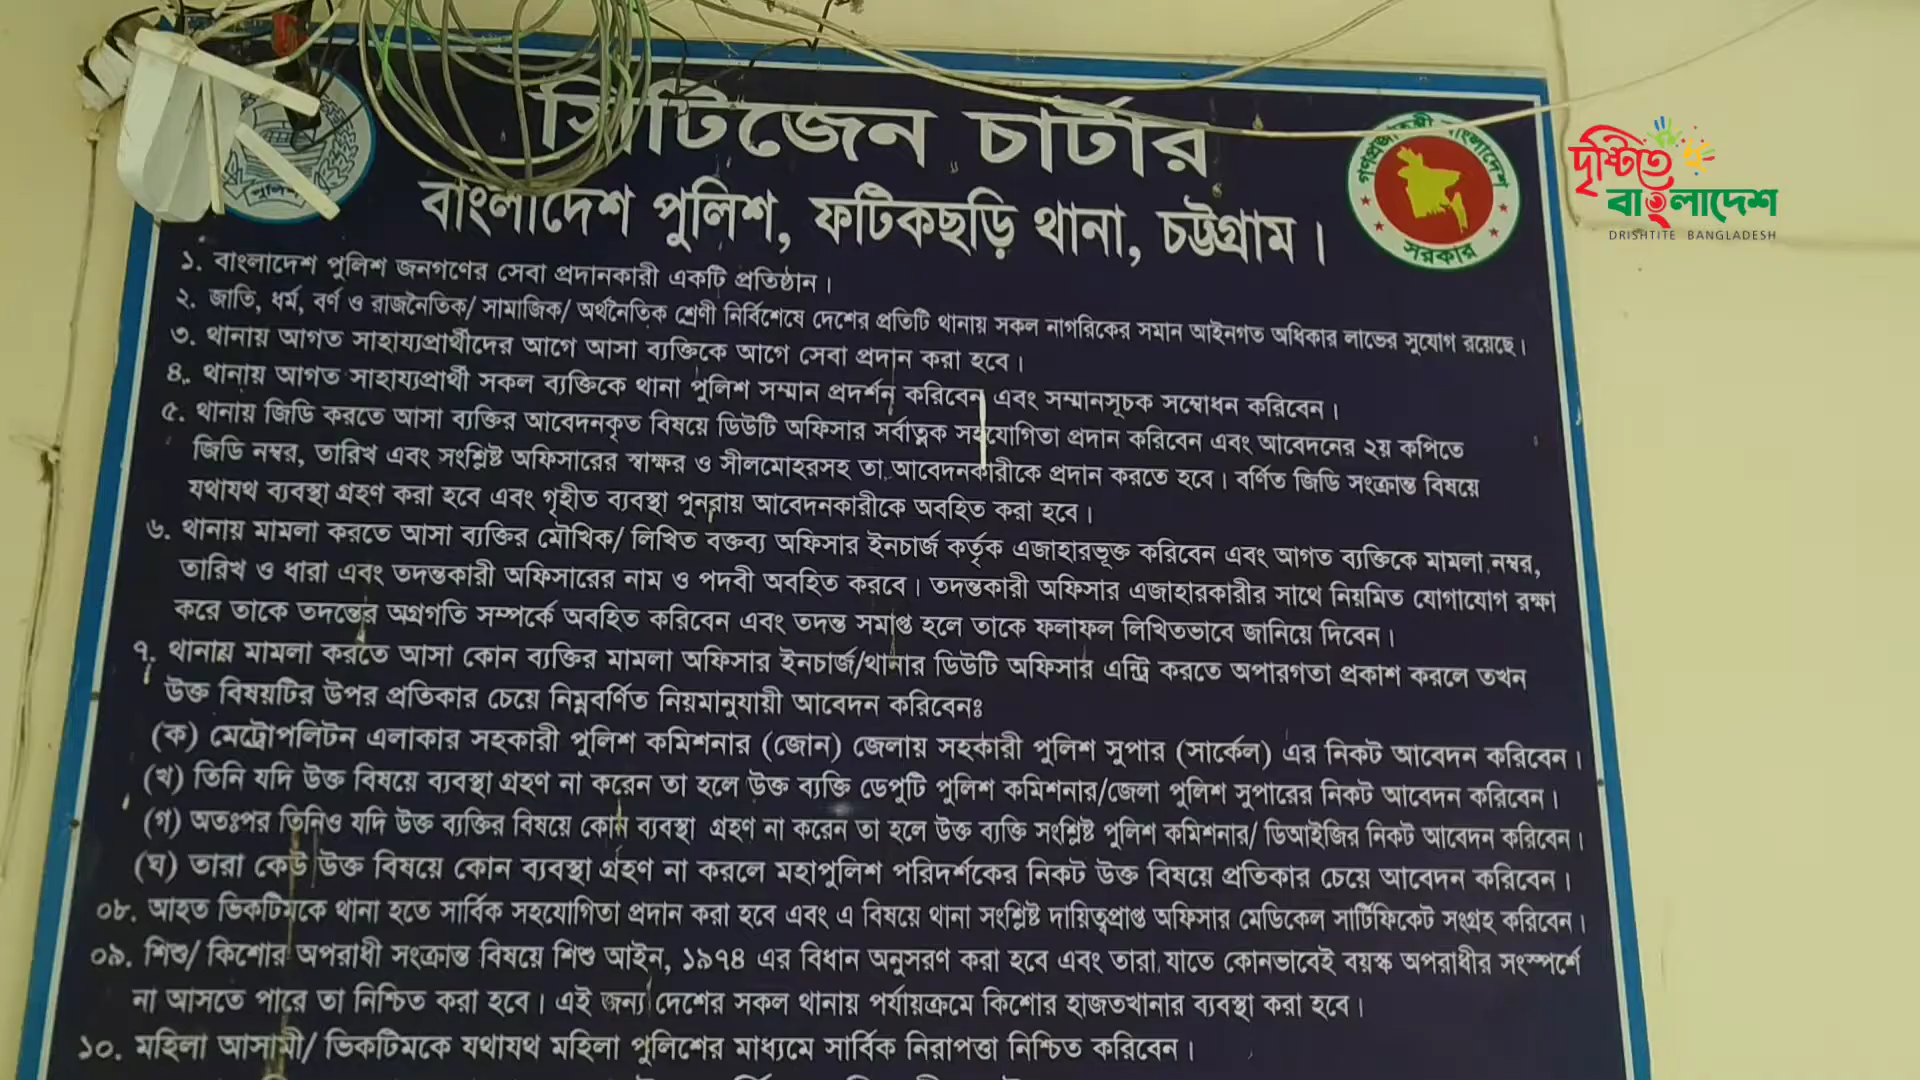 সিটিজেন চার্টার
বাংলাদেশ পুলিশ, ফটিকছড়ি থানা, চট্টগ্রাম।
পুলিশ
গণপ্রজাতন্ত্রী বাংলাদেশ
সরকার
দৃষ্টিতে
বাংলাদেশ
DRISHTITE BANGLADESH
১. বাংলাদেশ পুলিশ জনগণের সেবা প্রদানকারী একটি প্রতিষ্ঠান।
২. জাতি, ধর্ম, বর্ণ ও রাজনৈতিক/ সামাজিক/ অর্থনৈতিক শ্রেণী নির্বিশেষে দেশের প্রতিটি থানায় সকল নাগরিকের সমান আইনগত অধিকার লাভের সুযোগ রয়েছে।
৩. থানায় আগত সাহায্যপ্রার্থীদের আগে আসা ব্যক্তিকে আগে সেবা প্রদান করা হবে।
৪. থানায় আগত সাহায্যপ্রার্থী সকল ব্যক্তিকে থানা পুলিশ সম্মান প্রদর্শন করিবেন এবং সম্মানসূচক সম্বোধন করিবেন।
৫. থানায় জিডি করতে আসা ব্যক্তির আবেদনকৃত বিষয়ে ডিউটি অফিসার সর্বাত্নক সহযোগিতা প্রদান করিবেন এবং আবেদনের ২য় কপিতে
জিডি নম্বর, তারিখ এবং সংশ্লিষ্ট অফিসারের স্বাক্ষর ও সীলমোহরসহ তা আবেদনকারীকে প্রদান করতে হবে। বর্ণিত জিডি সংক্রান্ত বিষয়ে
যথাযথ ব্যবস্থা গ্রহণ করা হবে এবং গৃহীত ব্যবস্থা পুনরায় আবেদনকারীকে অবহিত করা হবে।
৬. থানায় মামলা করতে আসা ব্যক্তির মৌখিক/ লিখিত বক্তব্য অফিসার ইনচার্জ কর্তৃক এজাহারভূক্ত করিবেন এবং আগত ব্যক্তিকে মামলা নম্বর,
তারিখ ও ধারা এবং তদন্তকারী অফিসারের নাম ও পদবী অবহিত করবে। তদন্তকারী অফিসার এজাহারকারীর সাথে নিয়মিত যোগাযোগ রক্ষা
করে তাকে তদন্তের অগ্রগতি সম্পর্কে অবহিত করিবেন এবং তদন্ত সমাপ্ত হলে তাকে ফলাফল লিখিতভাবে জানিয়ে দিবেন।
৭. থানায় মামলা করতে আসা কোন ব্যক্তির মামলা অফিসার ইনচার্জ/থানার ডিউটি অফিসার এন্ট্রি করতে অপারগতা প্রকাশ করলে তখন
উক্ত বিষয়টির উপর প্রতিকার চেয়ে নিম্নবর্ণিত নিয়মানুযায়ী আবেদন করিবেনঃ
(ক) মেট্রোপলিটন এলাকার সহকারী পুলিশ কমিশনার (জোন) জেলায় সহকারী পুলিশ সুপার (সার্কেল) এর নিকট আবেদন করিবেন।
(খ) তিনি যদি উক্ত বিষয়ে ব্যবস্থা গ্রহণ না করেন তা হলে উক্ত ব্যক্তি ডেপুটি পুলিশ কমিশনার/জেলা পুলিশ সুপারের নিকট আবেদন করিবেন।
(গ) অতঃপর তিনিও যদি উক্ত ব্যক্তির বিষয়ে কোন ব্যবস্থা গ্রহণ না করেন তা হলে উক্ত ব্যক্তি সংশ্লিষ্ট পুলিশ কমিশনার/ ডিআইজির নিকট আবেদন করিবেন।
(ঘ) তারা কেউ উক্ত বিষয়ে কোন ব্যবস্থা গ্রহণ না করলে মহাপুলিশ পরিদর্শকের নিকট উক্ত বিষয়ে প্রতিকার চেয়ে আবেদন করিবেন।
০৮. আহত ভিকটিমকে থানা হতে সার্বিক সহযোগিতা প্রদান করা হবে এবং এ বিষয়ে থানা সংশ্লিষ্ট দায়িত্বপ্রাপ্ত অফিসার মেডিকেল সার্টিফিকেট সংগ্রহ করিবেন।
০৯. শিশু/ কিশোর অপরাধী সংক্রান্ত বিষয়ে শিশু আইন, ১৯৭৪ এর বিধান অনুসরণ করা হবে এবং তারা যাতে কোনভাবেই বয়স্ক অপরাধীর সংস্পর্শে
না আসতে পারে তা নিশ্চিত করা হবে। এই জন্য দেশের সকল থানায় পর্যায়ক্রমে কিশোর হাজতখানার ব্যবস্থা করা হবে।
১০. মহিলা আসামী/ ভিকটিমকে যথাযথ মহিলা পুলিশের মাধ্যমে সার্বিক নিরাপত্তা নিশ্চিত করিবেন।